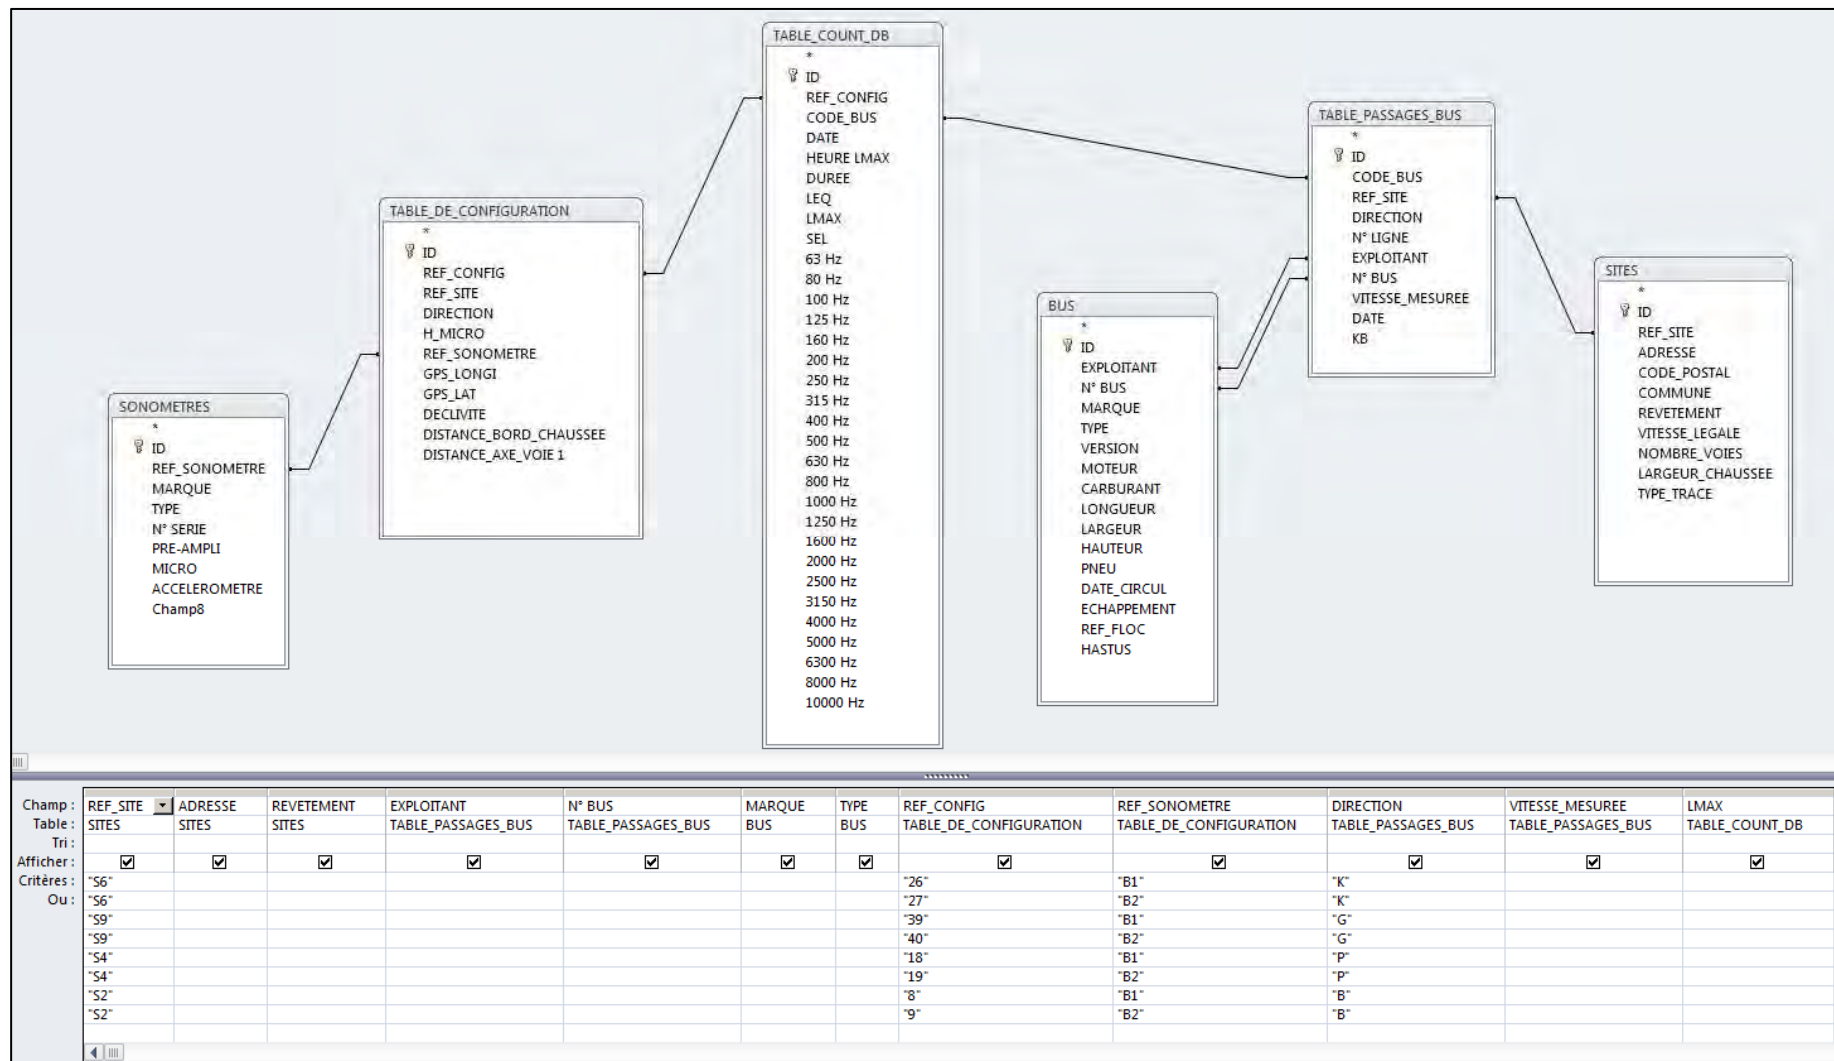 TABLE_COUNT_DB
*
ID
REF_CONFIG
CODE_BUS
DATE
HEURE LMAX
DUREE
LEQ
LMAX
SEL
63 Hz
80 Hz
100 Hz
125 Hz
160 Hz
200 Hz
250 Hz
315 Hz
400 Hz
500 Hz
630 Hz
800 Hz
1000 Hz
1250 Hz
1600 Hz
2000 Hz
2500 Hz
3150 Hz
4000 Hz
5000 Hz
6300 Hz
8000 Hz
10000 Hz
TABLE_PASSAGES_BUS
*
ID
CODE_BUS
REF_SITE
DIRECTION
N° LIGNE
EXPLOITANT
N° BUS
VITESSE_MESUREE
DATE
KB
TABLE_DE_CONFIGURATION
*
ID
REF_CONFIG
REF_SITE
DIRECTION
H_MICRO
REF_SONOMETRE
GPS_LONGI
GPS_LAT
DECLIVITE
DISTANCE_BORD_CHAUSSEE
DISTANCE_AXE_VOIE 1
SITES
*
ID
REF_SITE
ADRESSE
CODE_POSTAL
COMMUNE
REVETEMENT
VITESSE_LEGALE
NOMBRE_VOIES
LARGEUR_CHAUSSEE
TYPE_TRACE
BUS
*
ID
EXPLOITANT
N° BUS
MARQUE
TYPE
VERSION
MOTEUR
CARBURANT
LONGUEUR
LARGEUR
HAUTEUR
PNEU
DATE_CIRCUL
ECHAPPEMENT
REF_FLOC
HASTUS
SONOMETRES
*
ID
REF_SONOMETRE
MARQUE
TYPE
N° SERIE
PRE-AMPLI
MICRO
ACCELEROMETRE
Champ8
Champ : REF_SITE ADRESSE REVETEMENT EXPLOITANT N° BUS MARQUE TYPE REF_CONFIG REF_SONOMETRE DIRECTION VITESSE_MESUREE LMAX
Table : SITES SITES SITES TABLE_PASSAGES_BUS TABLE_PASSAGES_BUS BUS BUS TABLE_DE_CONFIGURATION TABLE_DE_CONFIGURATION TABLE_PASSAGES_BUS TABLE_PASSAGES_BUS TABLE_COUNT_DB
Tri :
Afficher :
Critères : "S6" "26" "B1" "K"
Ou : "S6" "27" "B2" "K"
"S9" "39" "B1" "G"
"S9" "40" "B2" "G"
"S4" "18" "B1" "P"
"S4" "19" "B2" "P"
"S2" "8" "B1" "B"
"S2" "9" "B2" "B"